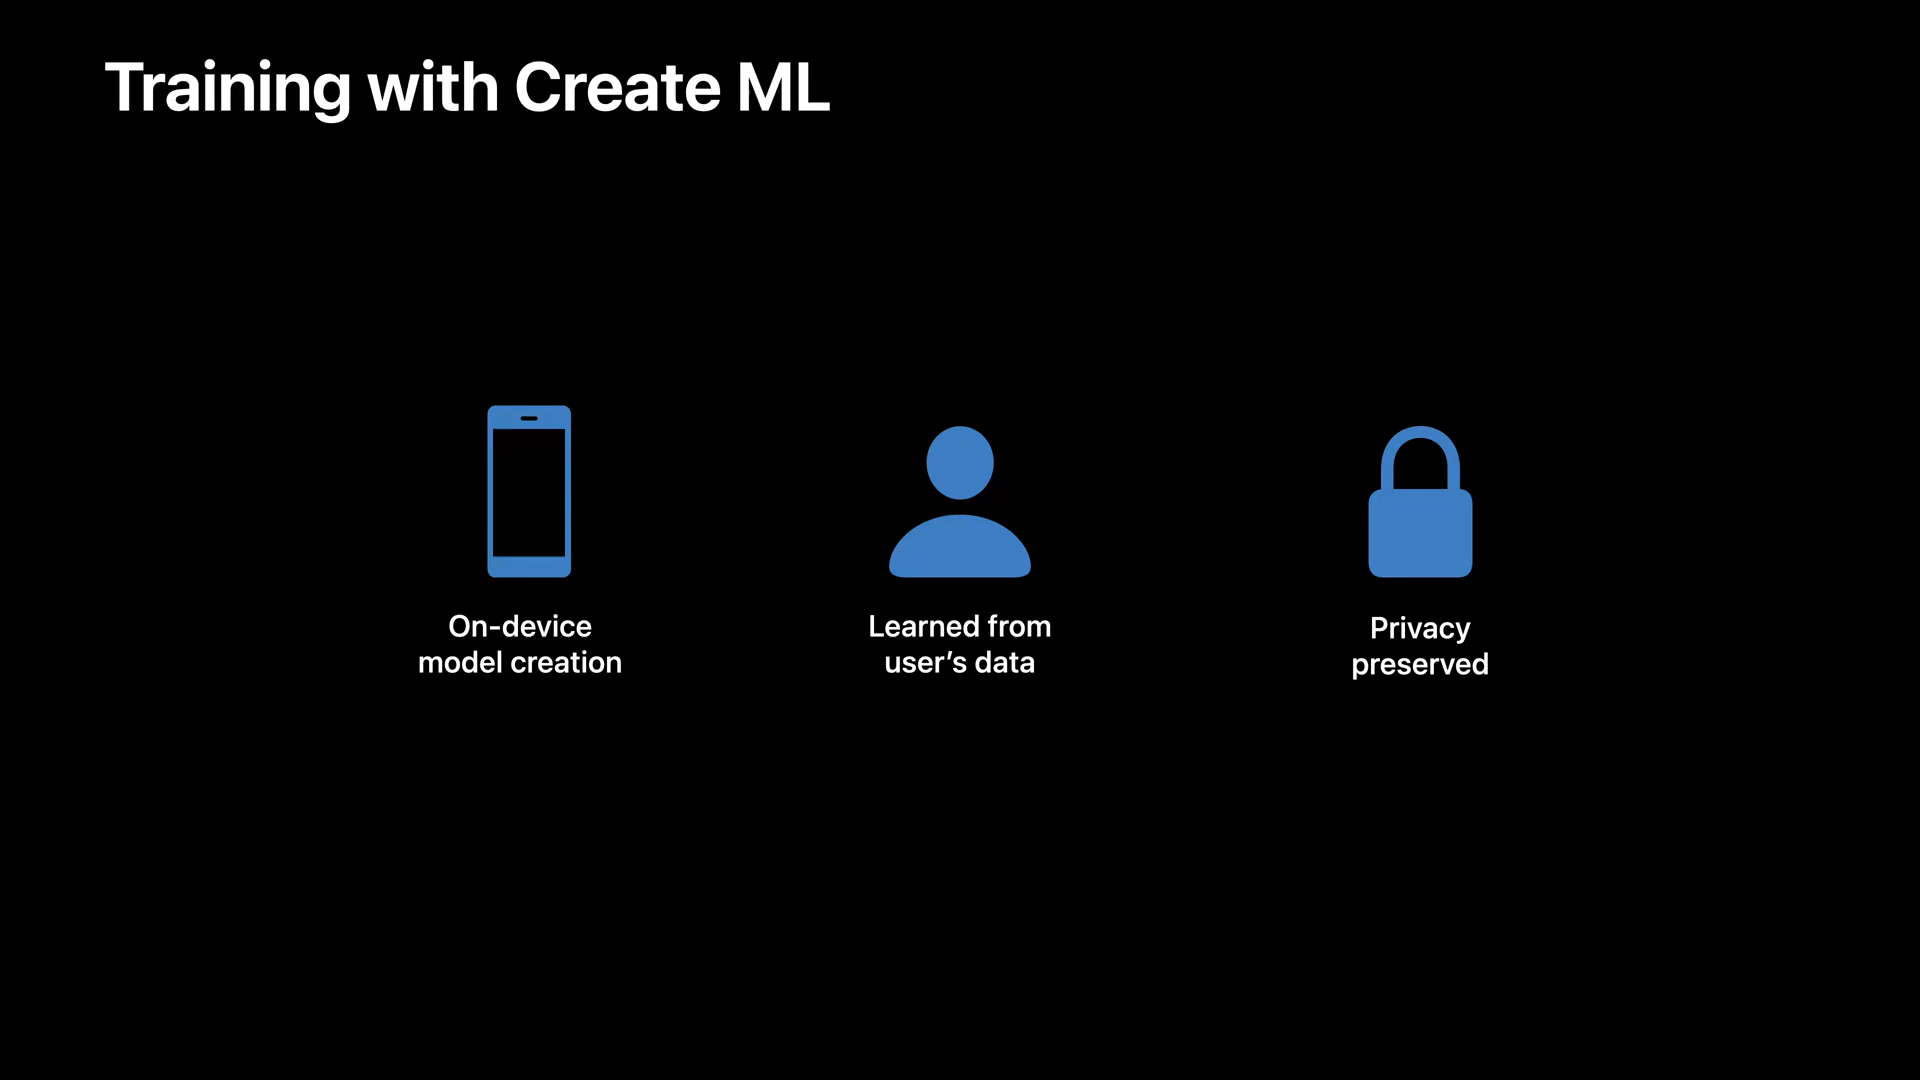 Training with Create ML
On-device
model creation
Learned from
user’s data
Privacy
preserved